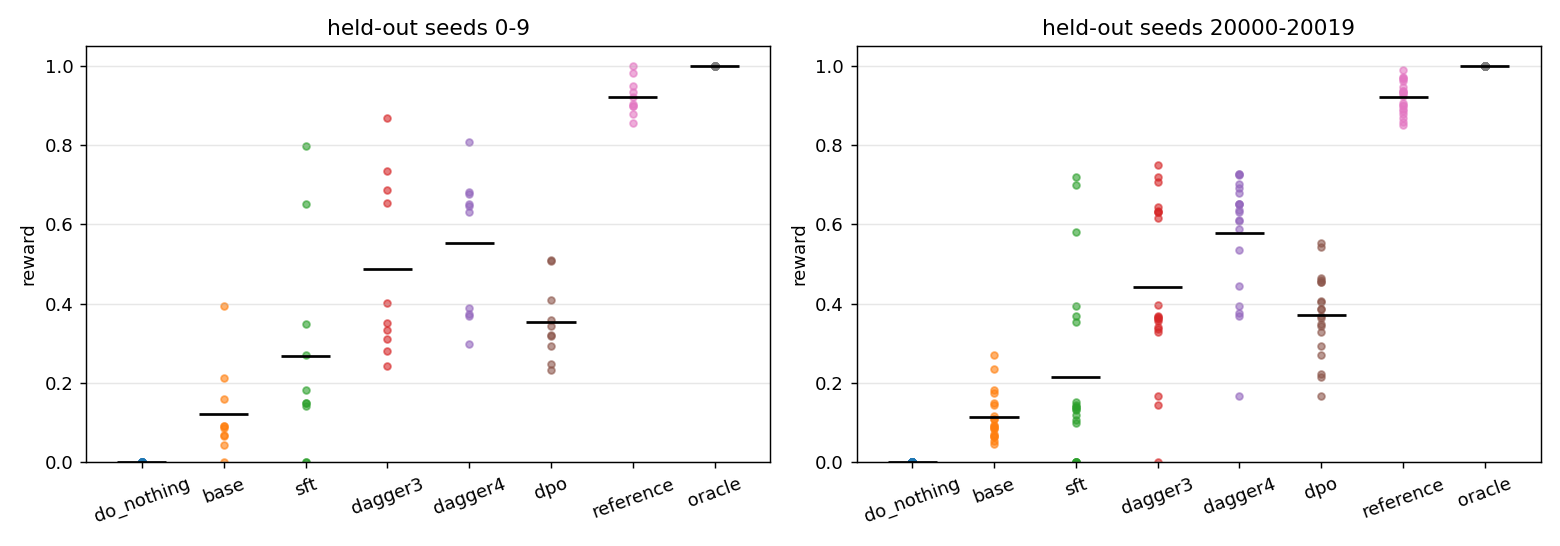 held-out seeds 0-9
reward
1.0
0.8
0.6
0.4
0.2
0.0
do_nothing
base
sft
dagger3
dagger4
dpo
reference
oracle
held-out seeds 20000-20019
reward
1.0
0.8
0.6
0.4
0.2
0.0
do_nothing
base
sft
dagger3
dagger4
dpo
reference
oracle